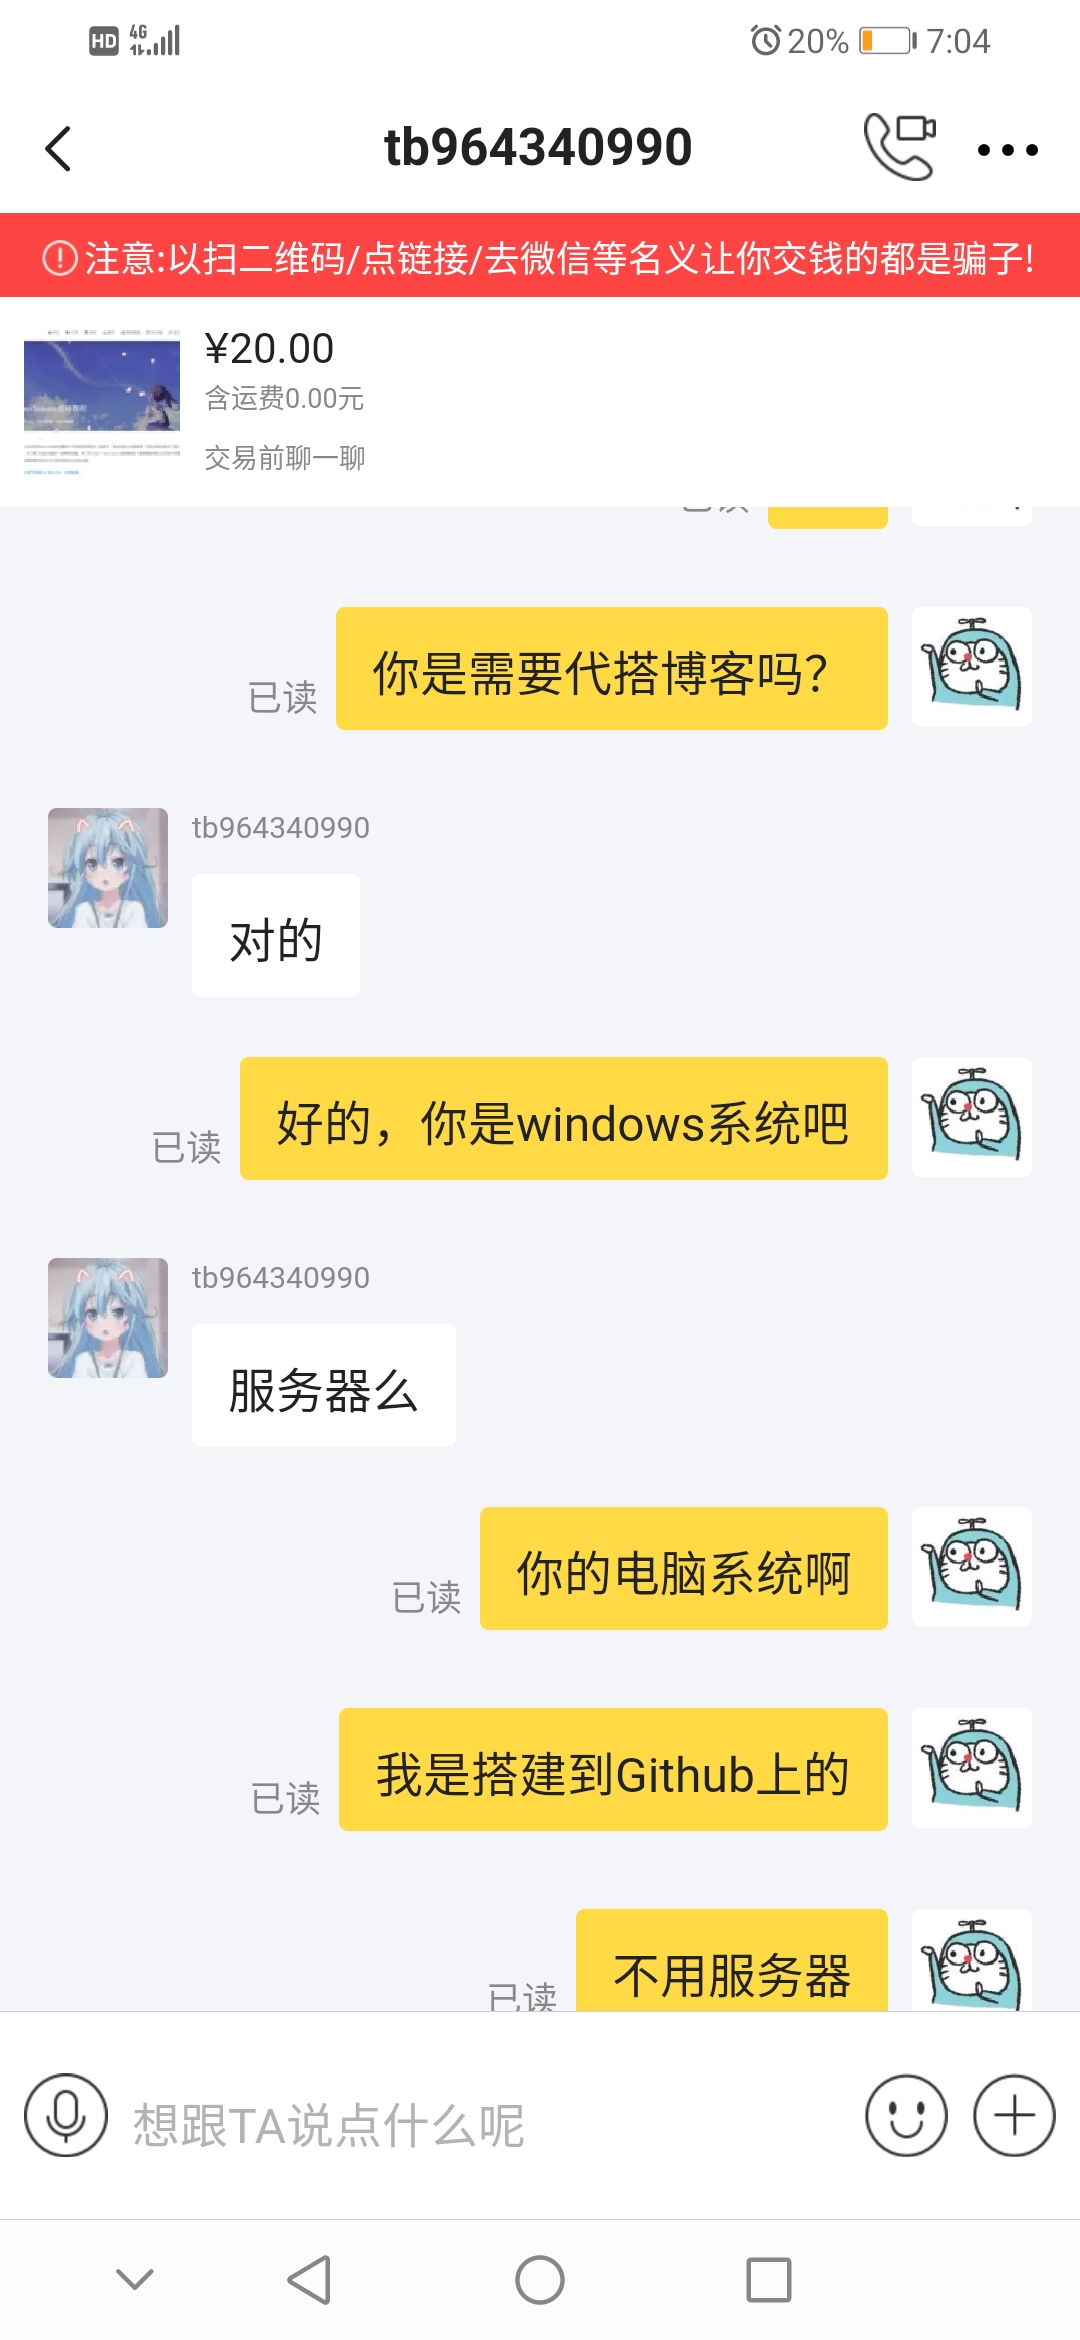 HD 4G 20% 7:04
tb964340990
注意:以扫二维码/点链接/去微信等名义让你交钱的都是骗子!
¥20.00
含运费0.00元
交易前聊一聊
你是需要代搭博客吗？
已读
tb964340990
对的
好的，你是windows系统吧
已读
tb964340990
服务器么
你的电脑系统啊
已读
我是搭建到Github上的
已读
不用服务器
已读
想跟TA说点什么呢